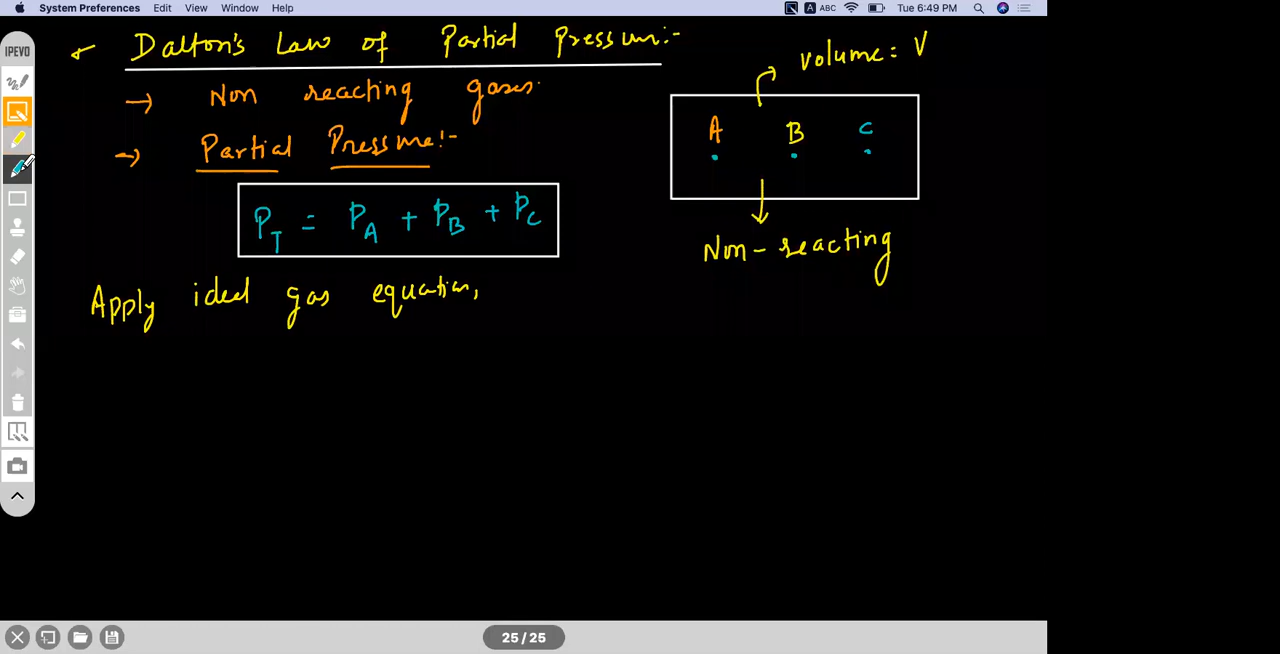 System Preferences Edit View Window Help
A ABC Tue 6:49 PM
IPEVO
Dalton's Law of Partial Pressure:-
→ Non reacting gases.
→ Partial Pressure:-
P_T = P_A + P_B + P_C
Apply ideal gas equation,
volume = V
A B C
Non-reacting
25 / 25